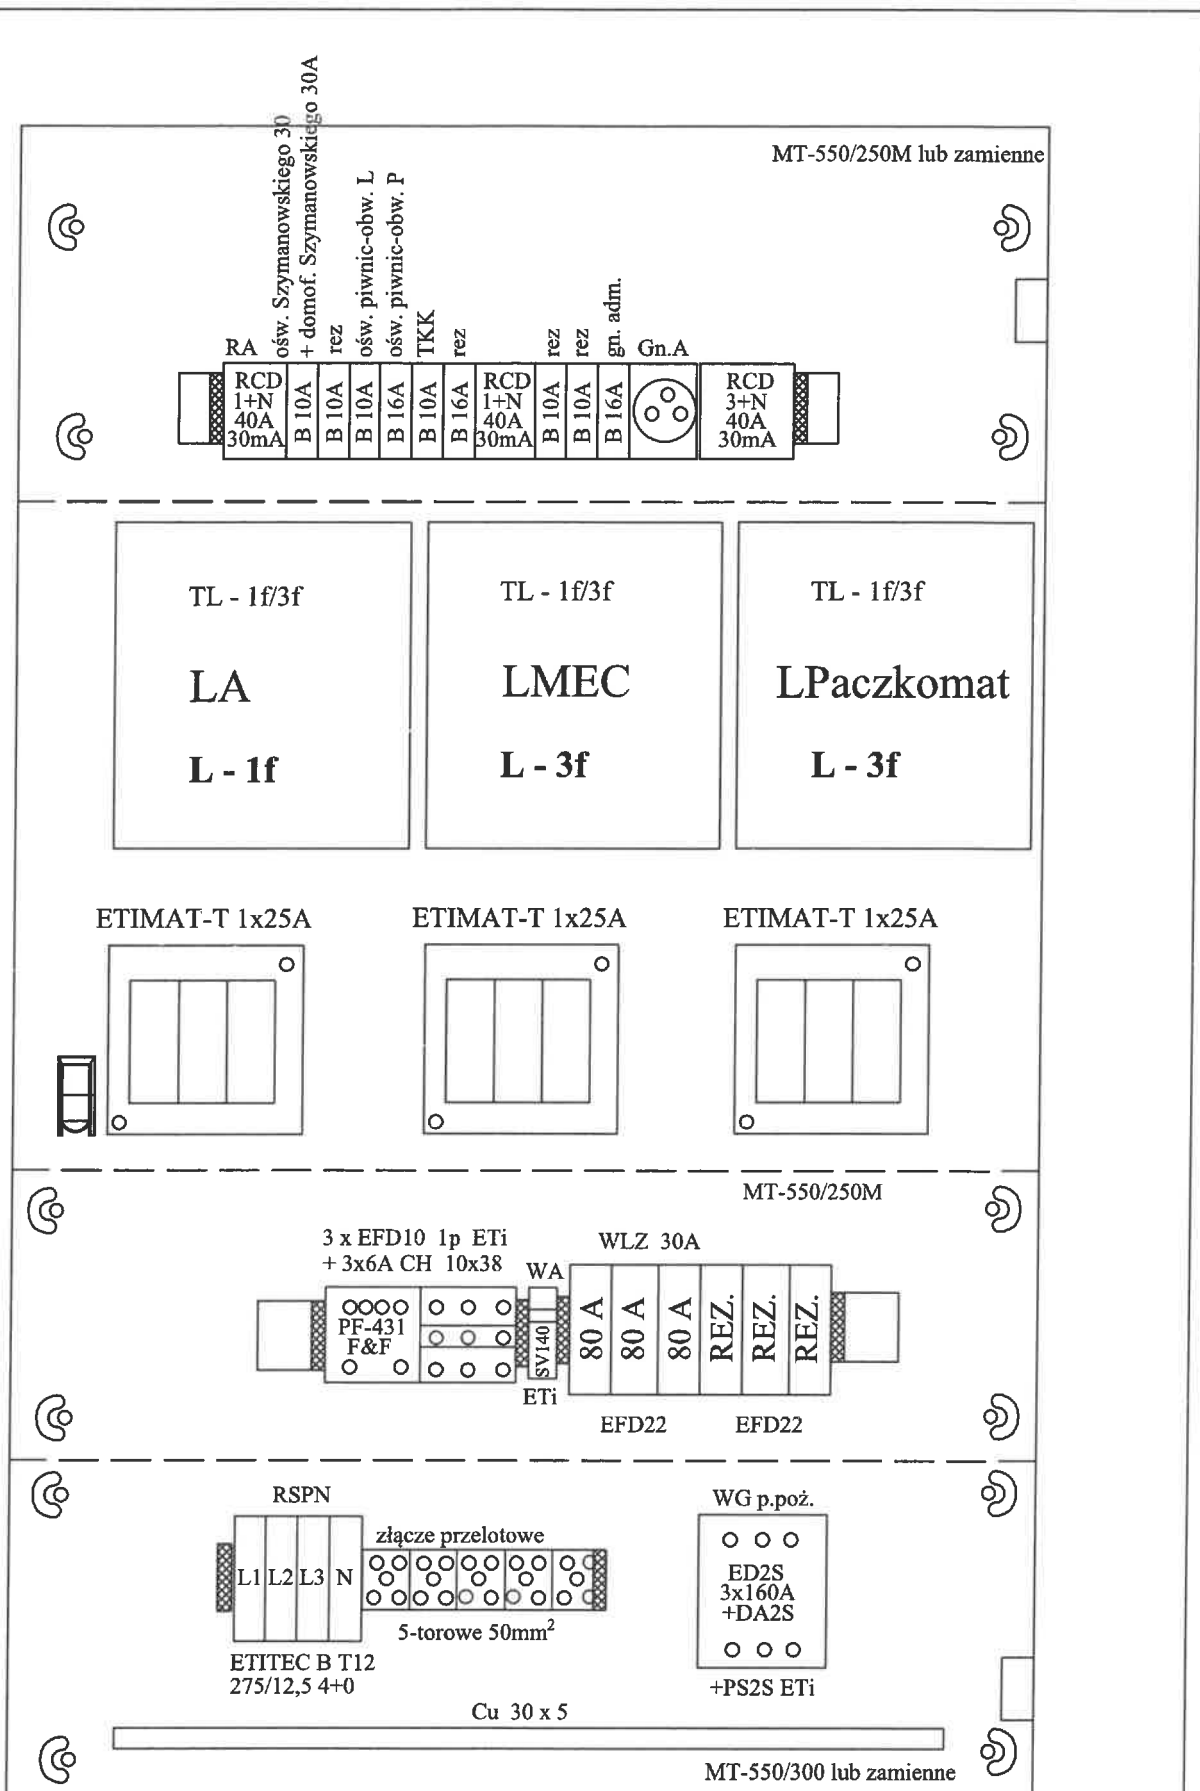 MT-550/250M lub zamienne
ośw. Szymanowskiego 30
+ domof. Szymanowskiego 30A
rez
ośw. piwnic-obw. L
ośw. piwnic-obw. P
TKK
rez
rez
rez
gn. adm.
RA
Gn.A
RCD
1+N
40A
30mA
B 10A
B 10A
B 10A
B 16A
B 10A
B 16A
RCD
1+N
40A
30mA
B 10A
B 10A
B 16A
RCD
3+N
40A
30mA
TL - 1f/3f
LA
L - 1f
TL - 1f/3f
LMEC
L - 3f
TL - 1f/3f
LPaczkomat
L - 3f
ETIMAT-T 1x25A
ETIMAT-T 1x25A
ETIMAT-T 1x25A
MT-550/250M
3 x EFD10 1p ETi
+ 3x6A CH 10x38
WA
WLZ 30A
PF-431
F&F
SV140
ETi
80 A
80 A
80 A
REZ.
REZ.
REZ.
EFD22
EFD22
RSPN
L1
L2
L3
N
złącze przelotowe
5-torowe 50mm²
ETITEC B T12
275/12,5 4+0
WG p.poż.
ED2S
3x160A
+DA2S
+PS2S ETi
Cu 30 x 5
MT-550/300 lub zamienne